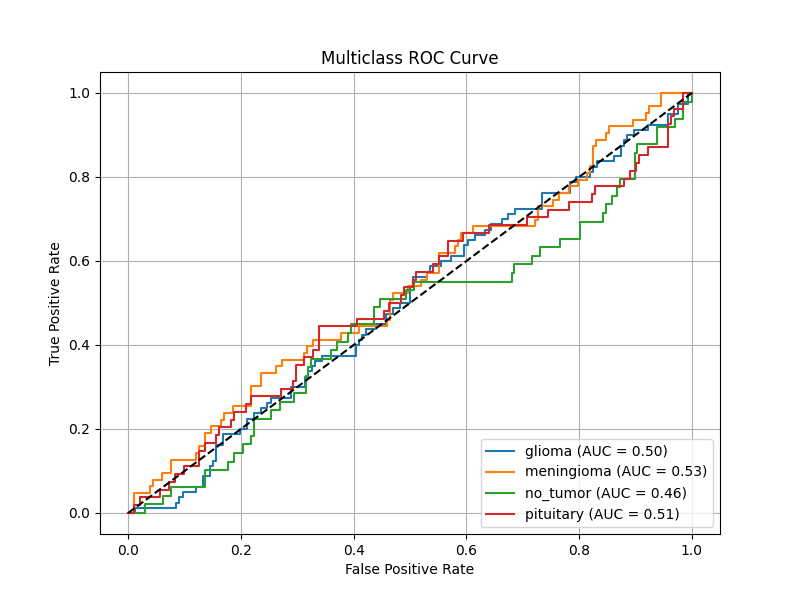 Multiclass ROC Curve
True Positive Rate
1.0
0.8
0.6
0.4
0.2
0.0
glioma (AUC = 0.50)
meningioma (AUC = 0.53)
no_tumor (AUC = 0.46)
pituitary (AUC = 0.51)
0.0 0.2 0.4 0.6 0.8 1.0
False Positive Rate